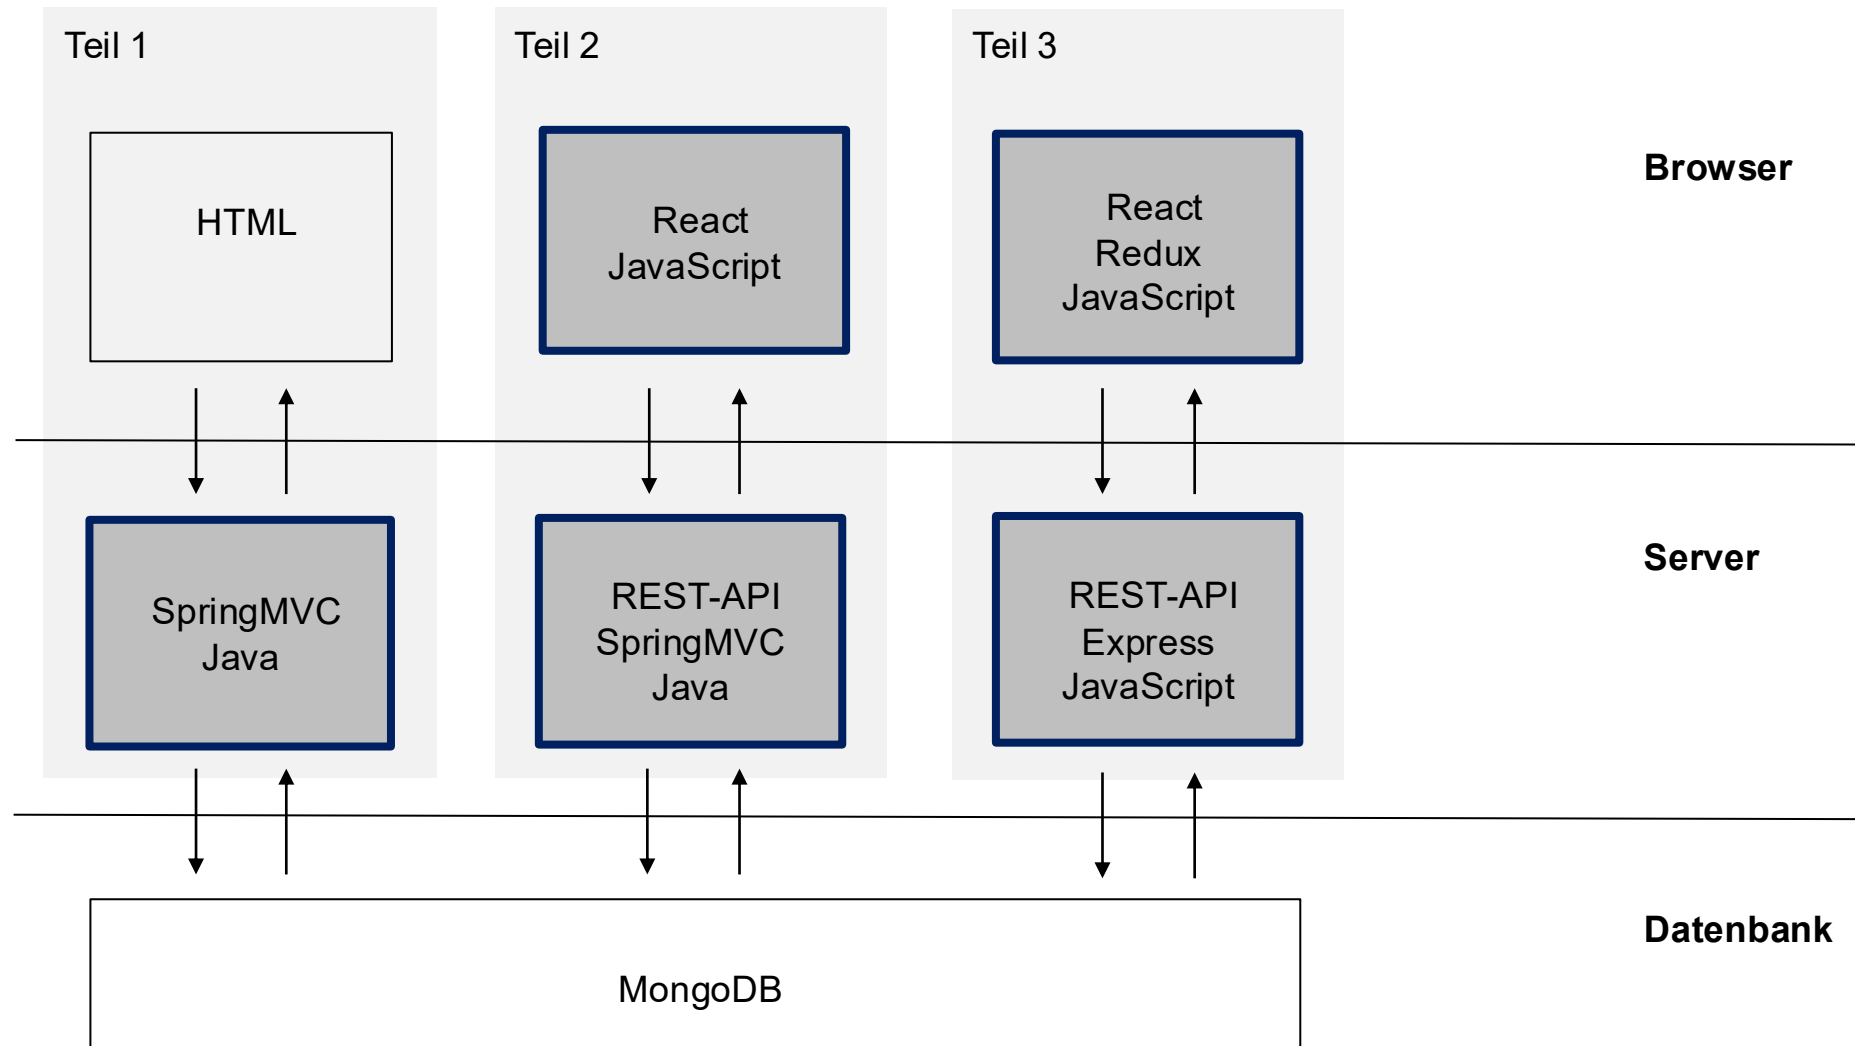 Teil 1
Teil 2
Teil 3
HTML
React
JavaScript
React
Redux
JavaScript
Browser
SpringMVC
Java
REST-API
SpringMVC
Java
REST-API
Express
JavaScript
Server
MongoDB
Datenbank